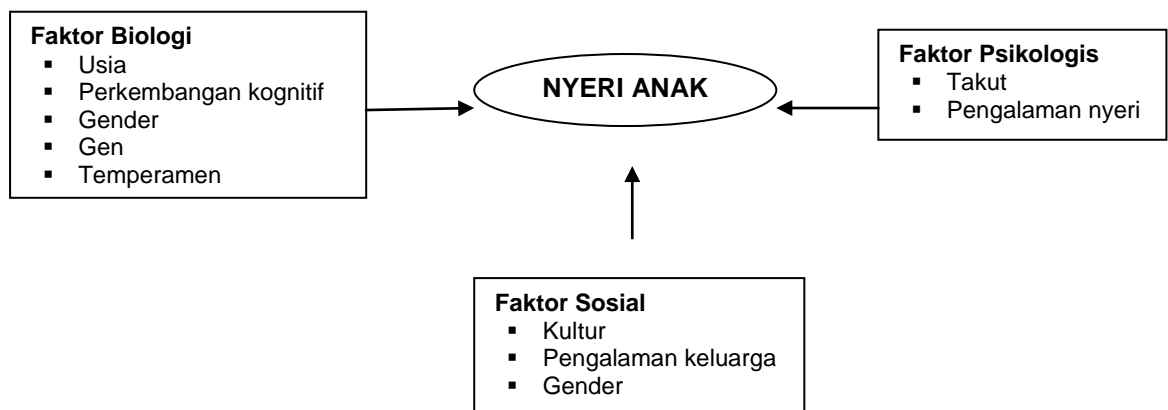 Faktor Biologi
▪ Usia
▪ Perkembangan kognitif
▪ Gender
▪ Gen
▪ Temperamen
NYERI ANAK
Faktor Psikologis
▪ Takut
▪ Pengalaman nyeri
Faktor Sosial
▪ Kultur
▪ Pengalaman keluarga
▪ Gender